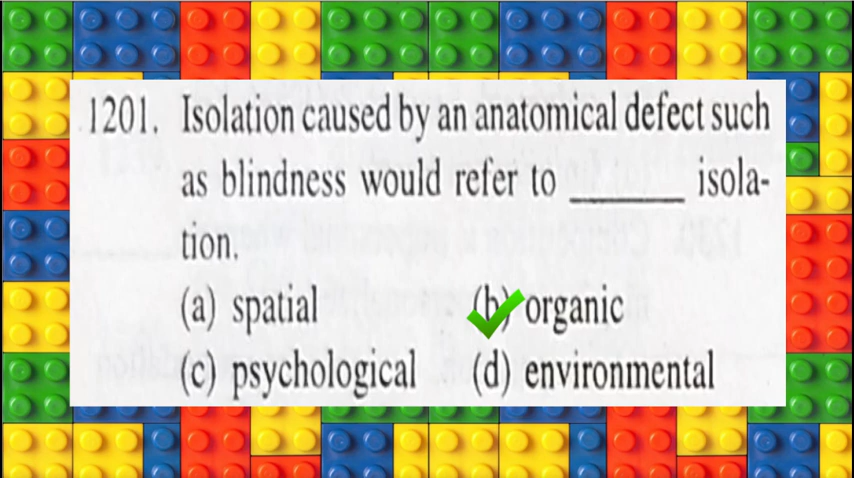 1201. Isolation caused by an anatomical defect such
as blindness would refer to ________ isola-
tion.
(a) spatial (b) organic
(c) psychological (d) environmental